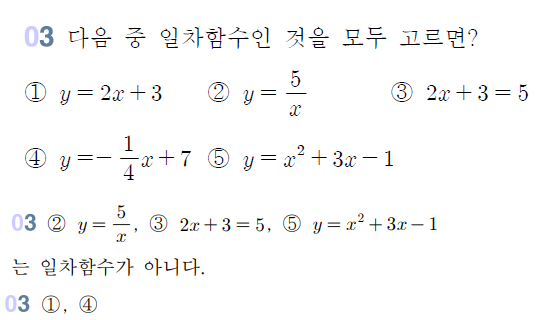 03 다음 중 일차함수인 것을 모두 고르면?
① y = 2x + 3 ② y = 5/x ③ 2x + 3 = 5
④ y = - 1/4 x + 7 ⑤ y = x² + 3x - 1
03 ② y = 5/x, ③ 2x + 3 = 5, ⑤ y = x² + 3x - 1
는 일차함수가 아니다.
03 ①, ④